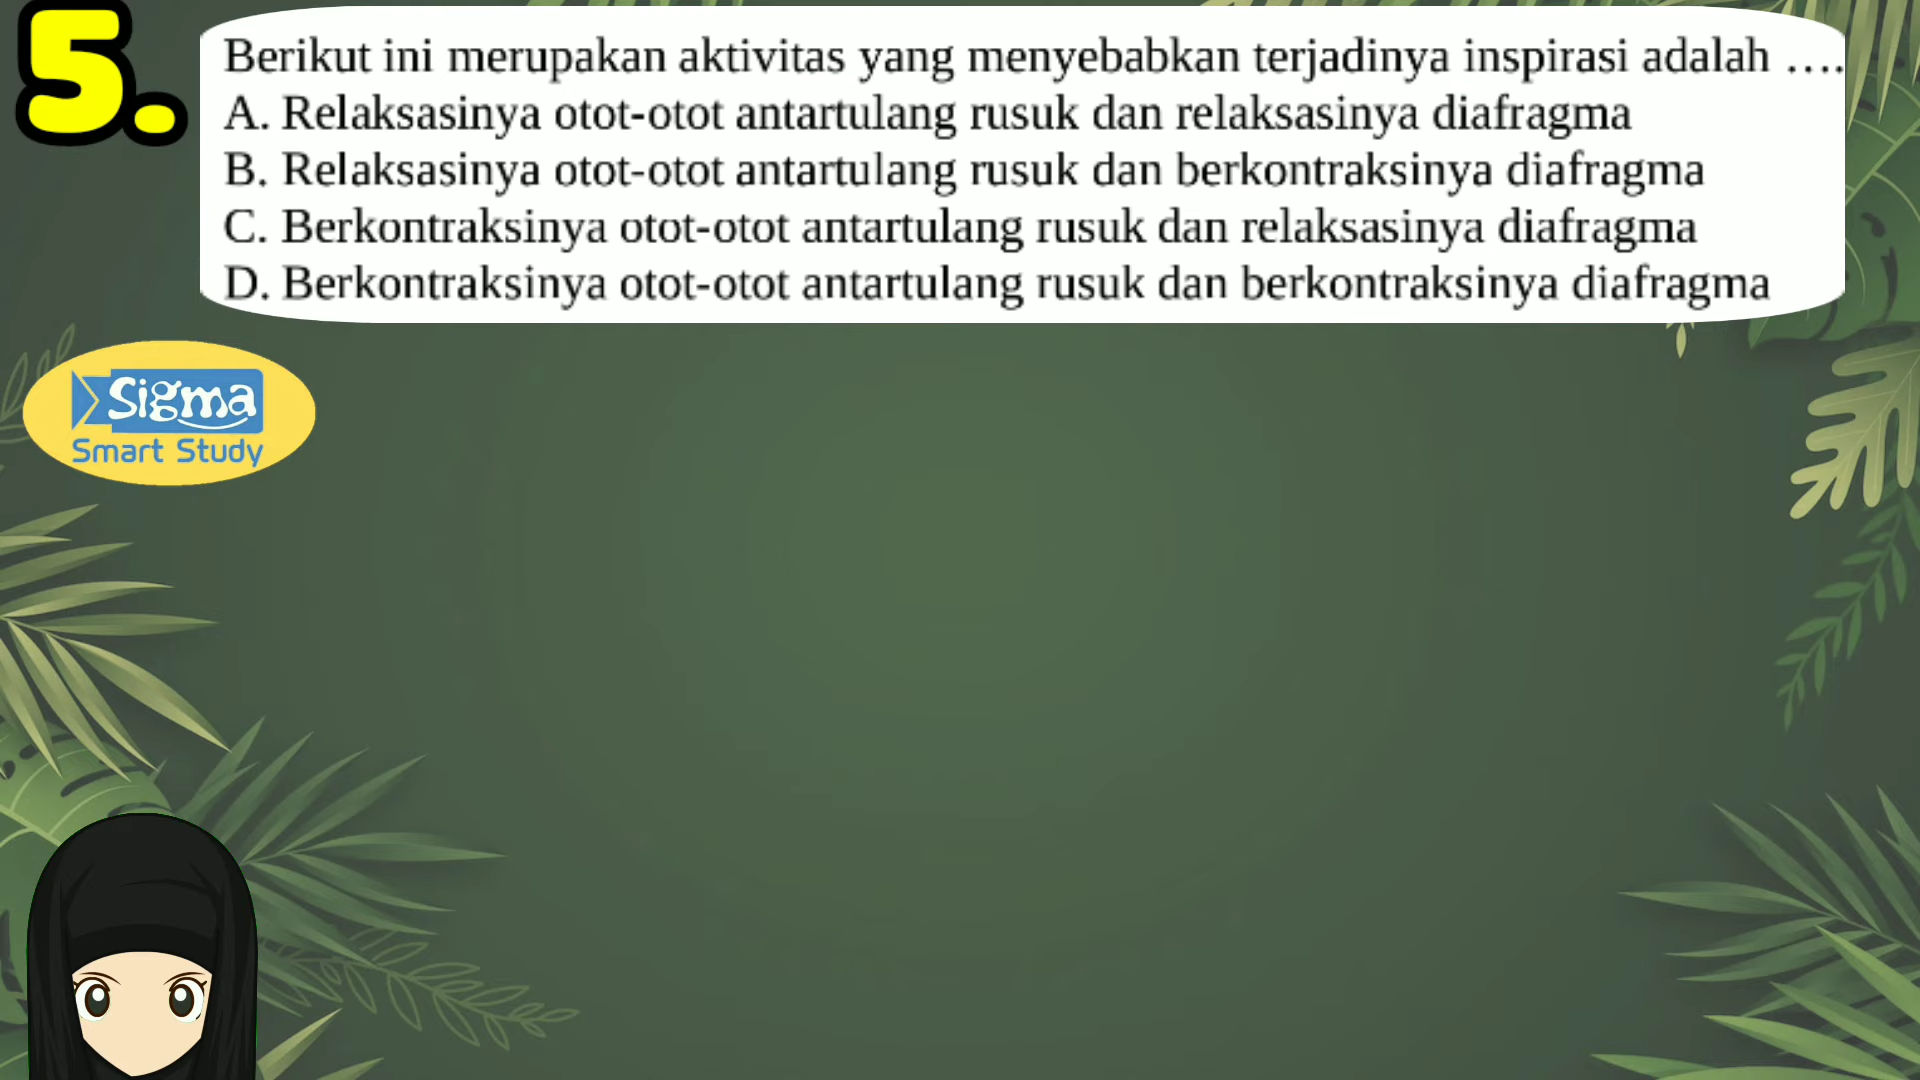 5.
Berikut ini merupakan aktivitas yang menyebabkan terjadinya inspirasi adalah ….
A. Relaksasinya otot-otot antartulang rusuk dan relaksasinya diafragma
B. Relaksasinya otot-otot antartulang rusuk dan berkontraksinya diafragma
C. Berkontraksinya otot-otot antartulang rusuk dan relaksasinya diafragma
D. Berkontraksinya otot-otot antartulang rusuk dan berkontraksinya diafragma
Sigma
Smart Study